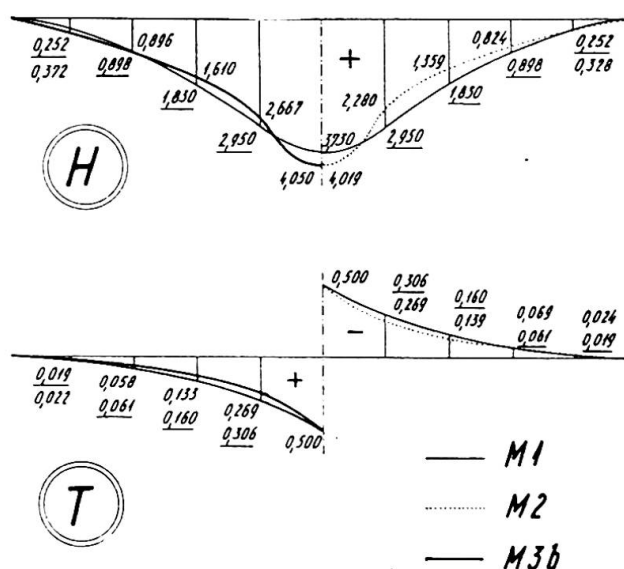 0,252 0,896 + 0,824 0,252
0,372 0,898 1,610 1,359 0,898 0,328
1,830 2,667 2,280 1,830
2,950 3730 2,950
H 4,050 4,019
0,500 0,306 0,160 0,069 0,024
0,269 0,139 0,061 0,019
-
0,019 0,058 0,133 0,269 +
0,022 0,061 0,160 0,306 0,500
T
M1
M2
M3b